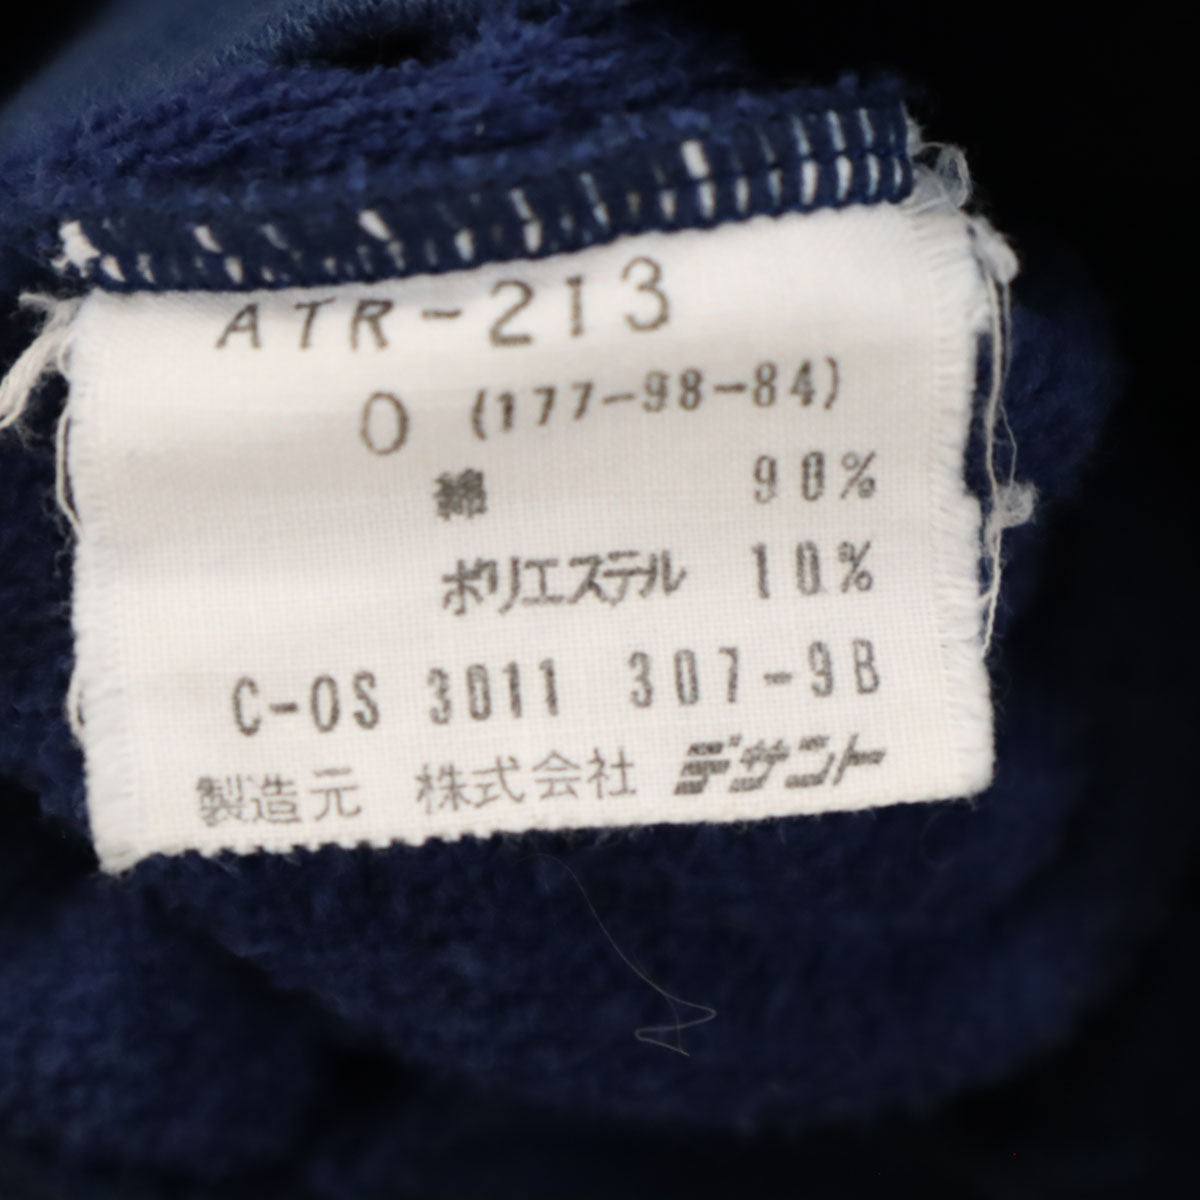 ATR-213
O (177-98-84)
綿 90%
ポリエステル 10%
C-OS 3011 307-9B
製造元 株式会社 デサント